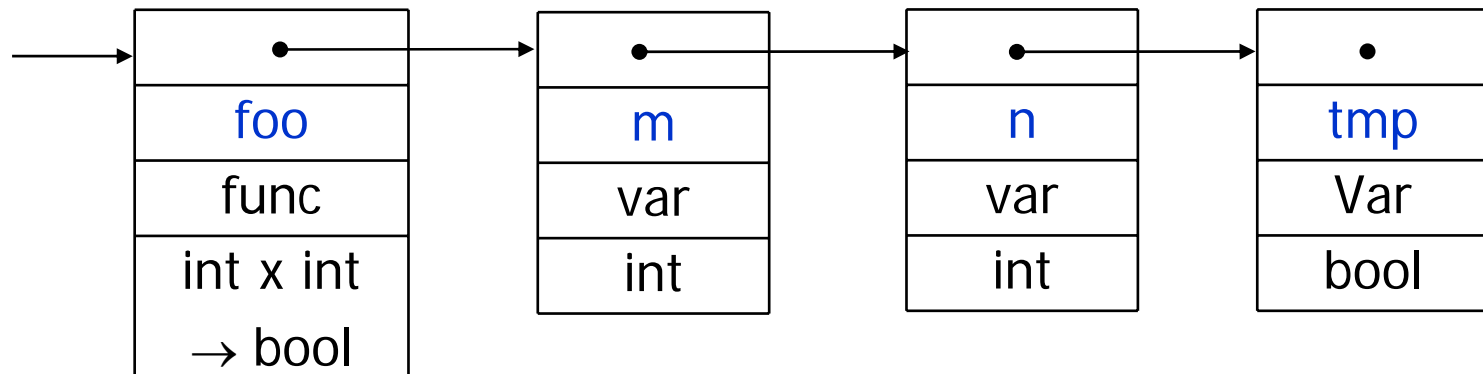 foo
func
int x int
→ bool
m
var
int
n
var
int
tmp
Var
bool